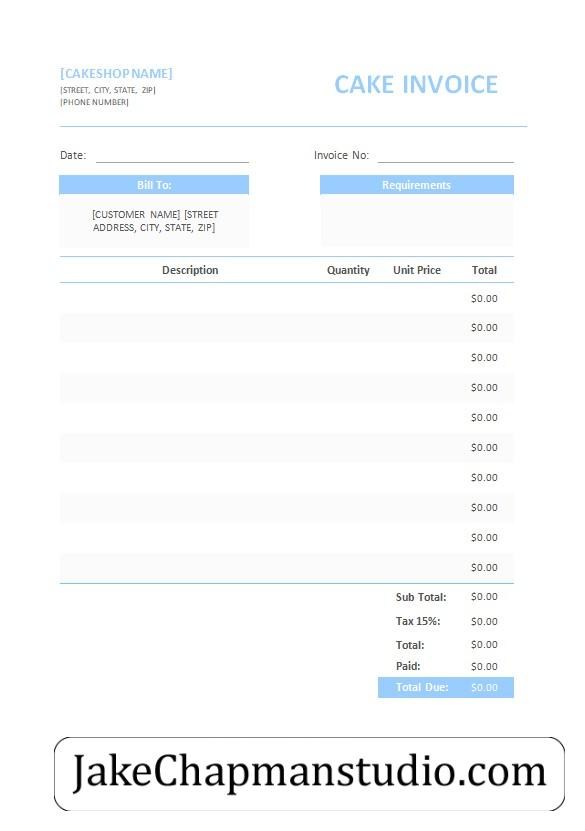 [CAKESHOP NAME]
[STREET, CITY, STATE, ZIP]
[PHONE NUMBER]
CAKE INVOICE
Date:
Invoice No:
Bill To:
Requirements
[CUSTOMER NAME] [STREET
ADDRESS, CITY, STATE, ZIP]
Description Quantity Unit Price Total
$0.00
$0.00
$0.00
$0.00
$0.00
$0.00
$0.00
$0.00
$0.00
$0.00
Sub Total: $0.00
Tax 15%: $0.00
Total: $0.00
Paid: $0.00
Total Due: $0.00
JakeChapmanstudio.com